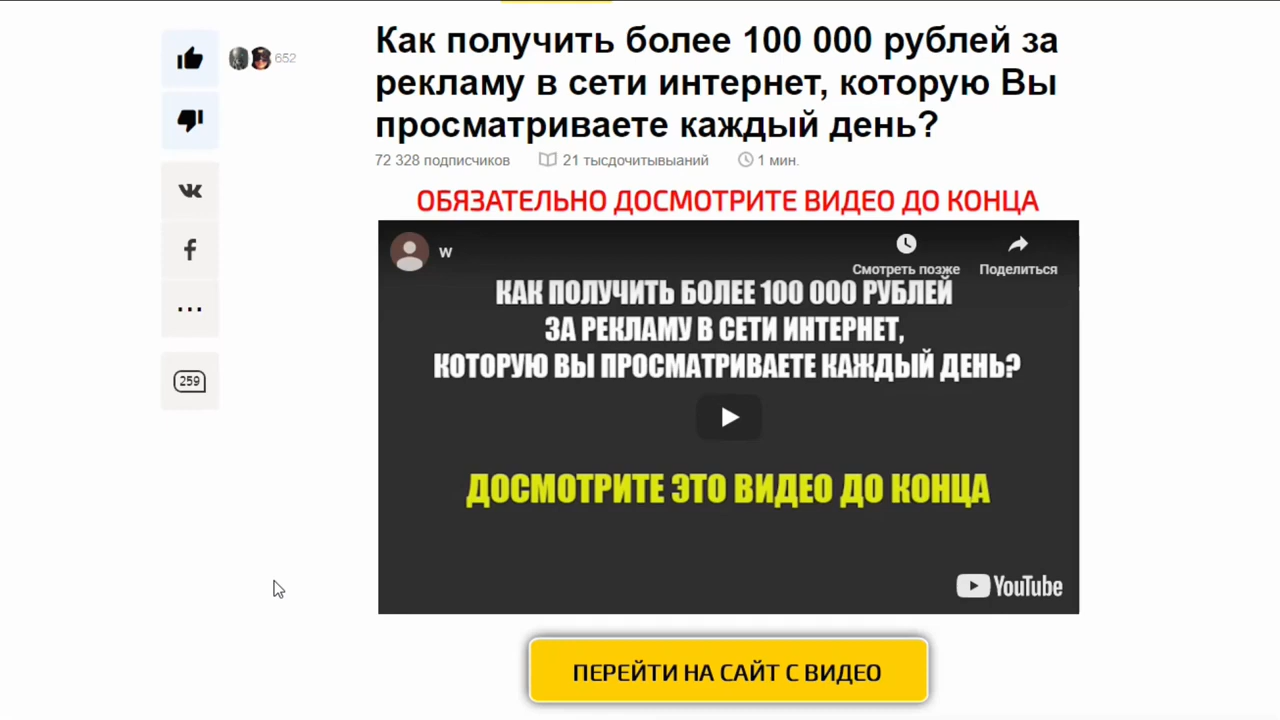 Как получить более 100 000 рублей за
рекламу в сети интернет, которую Вы
просматриваете каждый день?
652
72 328 подписчиков 21 тысдочитывыаний 1 мин.
ОБЯЗАТЕЛЬНО ДОСМОТРИТЕ ВИДЕО ДО КОНЦА
w
Смотреть позже Поделиться
КАК ПОЛУЧИТЬ БОЛЕЕ 100 000 РУБЛЕЙ
ЗА РЕКЛАМУ В СЕТИ ИНТЕРНЕТ,
КОТОРУЮ ВЫ ПРОСМАТРИВАЕТЕ КАЖДЫЙ ДЕНЬ?
259
ДОСМОТРИТЕ ЭТО ВИДЕО ДО КОНЦА
YouTube
ПЕРЕЙТИ НА САЙТ С ВИДЕО